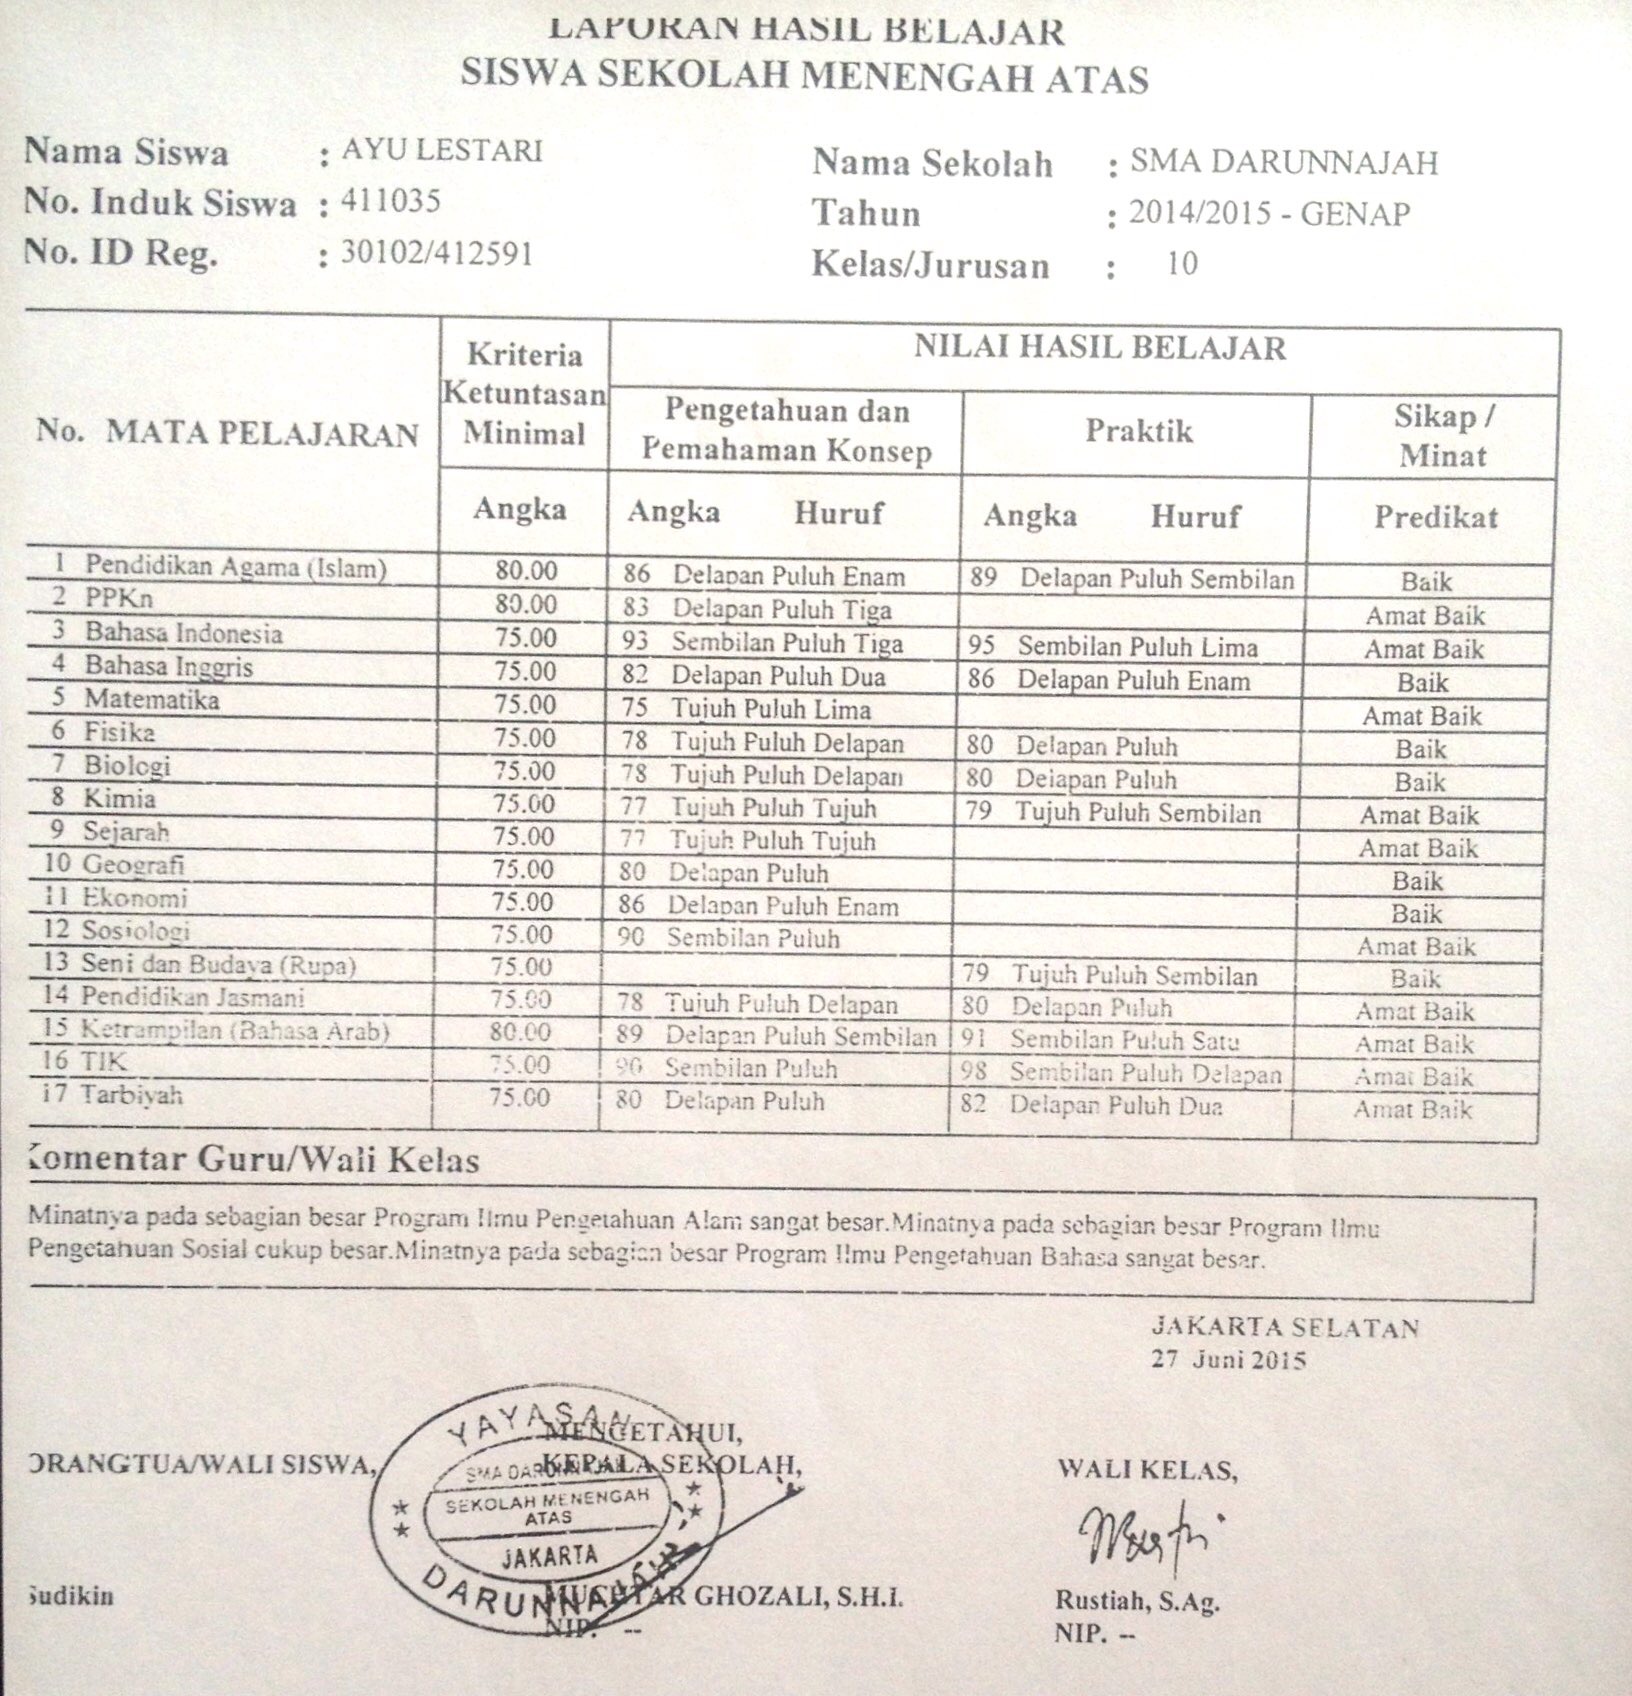 LAPORAN HASIL BELAJAR
SISWA SEKOLAH MENENGAH ATAS
Nama Siswa : AYU LESTARI
No. Induk Siswa : 411035
No. ID Reg. : 30102/412591
Nama Sekolah : SMA DARUNNAJAH
Tahun : 2014/2015 - GENAP
Kelas/Jurusan : 10
No. MATA PELAJARAN
Kriteria
Ketuntasan
Minimal
NILAI HASIL BELAJAR
Pengetahuan dan
Pemahaman Konsep
Praktik
Sikap /
Minat
Angka Angka Huruf Angka Huruf Predikat
1 Pendidikan Agama (Islam) 80.00 86 Delapan Puluh Enam 89 Delapan Puluh Sembilan Baik
2 PPKn 80.00 83 Delapan Puluh Tiga Amat Baik
3 Bahasa Indonesia 75.00 93 Sembilan Puluh Tiga 95 Sembilan Puluh Lima Amat Baik
4 Bahasa Inggris 75.00 82 Delapan Puluh Dua 86 Delapan Puluh Enam Baik
5 Matematika 75.00 75 Tujuh Puluh Lima Amat Baik
6 Fisika 75.00 78 Tujuh Puluh Delapan 80 Delapan Puluh Baik
7 Biologi 75.00 78 Tujuh Puluh Delapan 80 Delapan Puluh Baik
8 Kimia 75.00 77 Tujuh Puluh Tujuh 79 Tujuh Puluh Sembilan Amat Baik
9 Sejarah 75.00 77 Tujuh Puluh Tujuh Amat Baik
10 Geografi 75.00 80 Delapan Puluh Baik
11 Ekonomi 75.00 86 Delapan Puluh Enam Baik
12 Sosiologi 75.00 90 Sembilan Puluh Amat Baik
13 Seni dan Budaya (Rupa) 75.00 79 Tujuh Puluh Sembilan Baik
14 Pendidikan Jasmani 75.00 78 Tujuh Puluh Delapan 80 Delapan Puluh Amat Baik
15 Ketrampilan (Bahasa Arab) 80.00 89 Delapan Puluh Sembilan 91 Sembilan Puluh Satu Amat Baik
16 TIK 75.00 90 Sembilan Puluh 98 Sembilan Puluh Delapan Amat Baik
17 Tarbiyah 75.00 80 Delapan Puluh 82 Delapan Puluh Dua Amat Baik
Komentar Guru/Wali Kelas
Minatnya pada sebagian besar Program Ilmu Pengetahuan Alam sangat besar.Minatnya pada sebagian besar Program Ilmu
Pengetahuan Sosial cukup besar.Minatnya pada sebagian besar Program Ilmu Pengetahuan Bahasa sangat besar.
JAKARTA SELATAN
27 Juni 2015
MENGETAHUI,
ORANGTUA/WALI SISWA, KEPALA SEKOLAH, WALI KELAS,
YAYASAN
SMA DARUNNAJAH
SEKOLAH MENENGAH
ATAS
JAKARTA
DARUNNAJAH
Sudikin MUCHTAR GHOZALI, S.H.I. Rustiah, S.Ag.
NIP. -- NIP. --